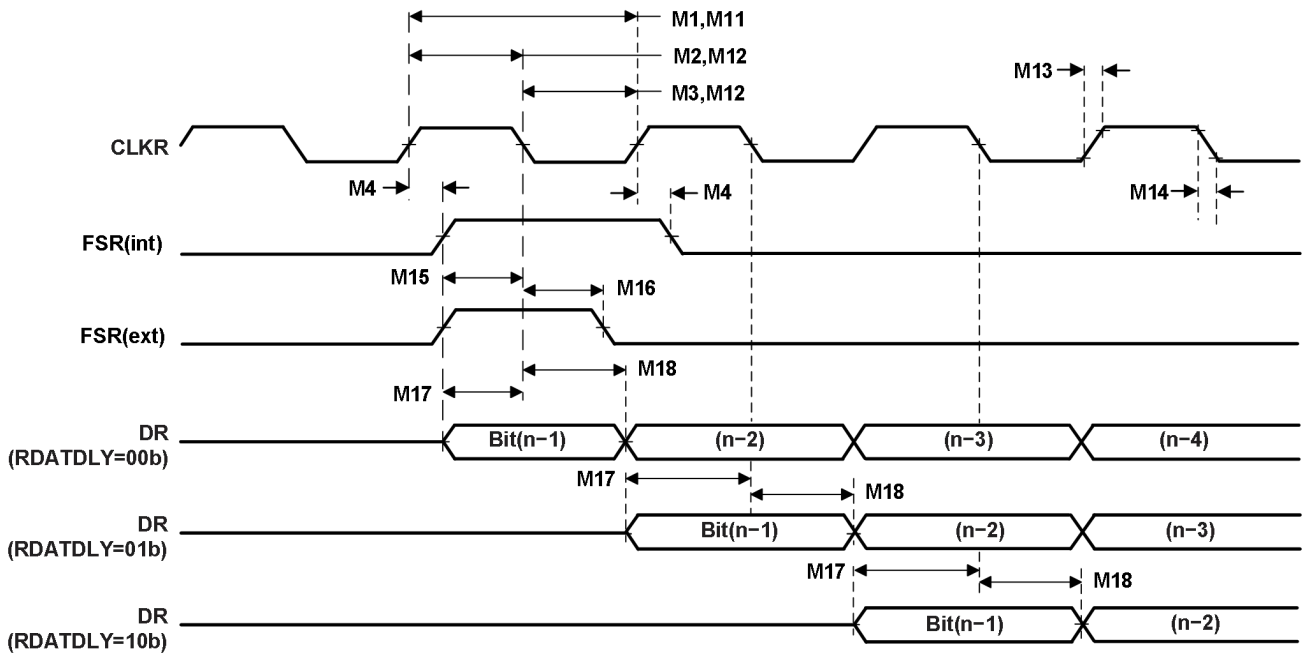 M1,M11
M2,M12
M13
M3,M12
CLKR
M4
M4
M14
FSR(int)
M15
M16
FSR(ext)
M18
M17
DR
(RDATDLY=00b)
Bit(n−1)
(n−2)
(n−3)
(n−4)
M17
M18
DR
(RDATDLY=01b)
Bit(n−1)
(n−2)
(n−3)
M17
M18
DR
(RDATDLY=10b)
Bit(n−1)
(n−2)